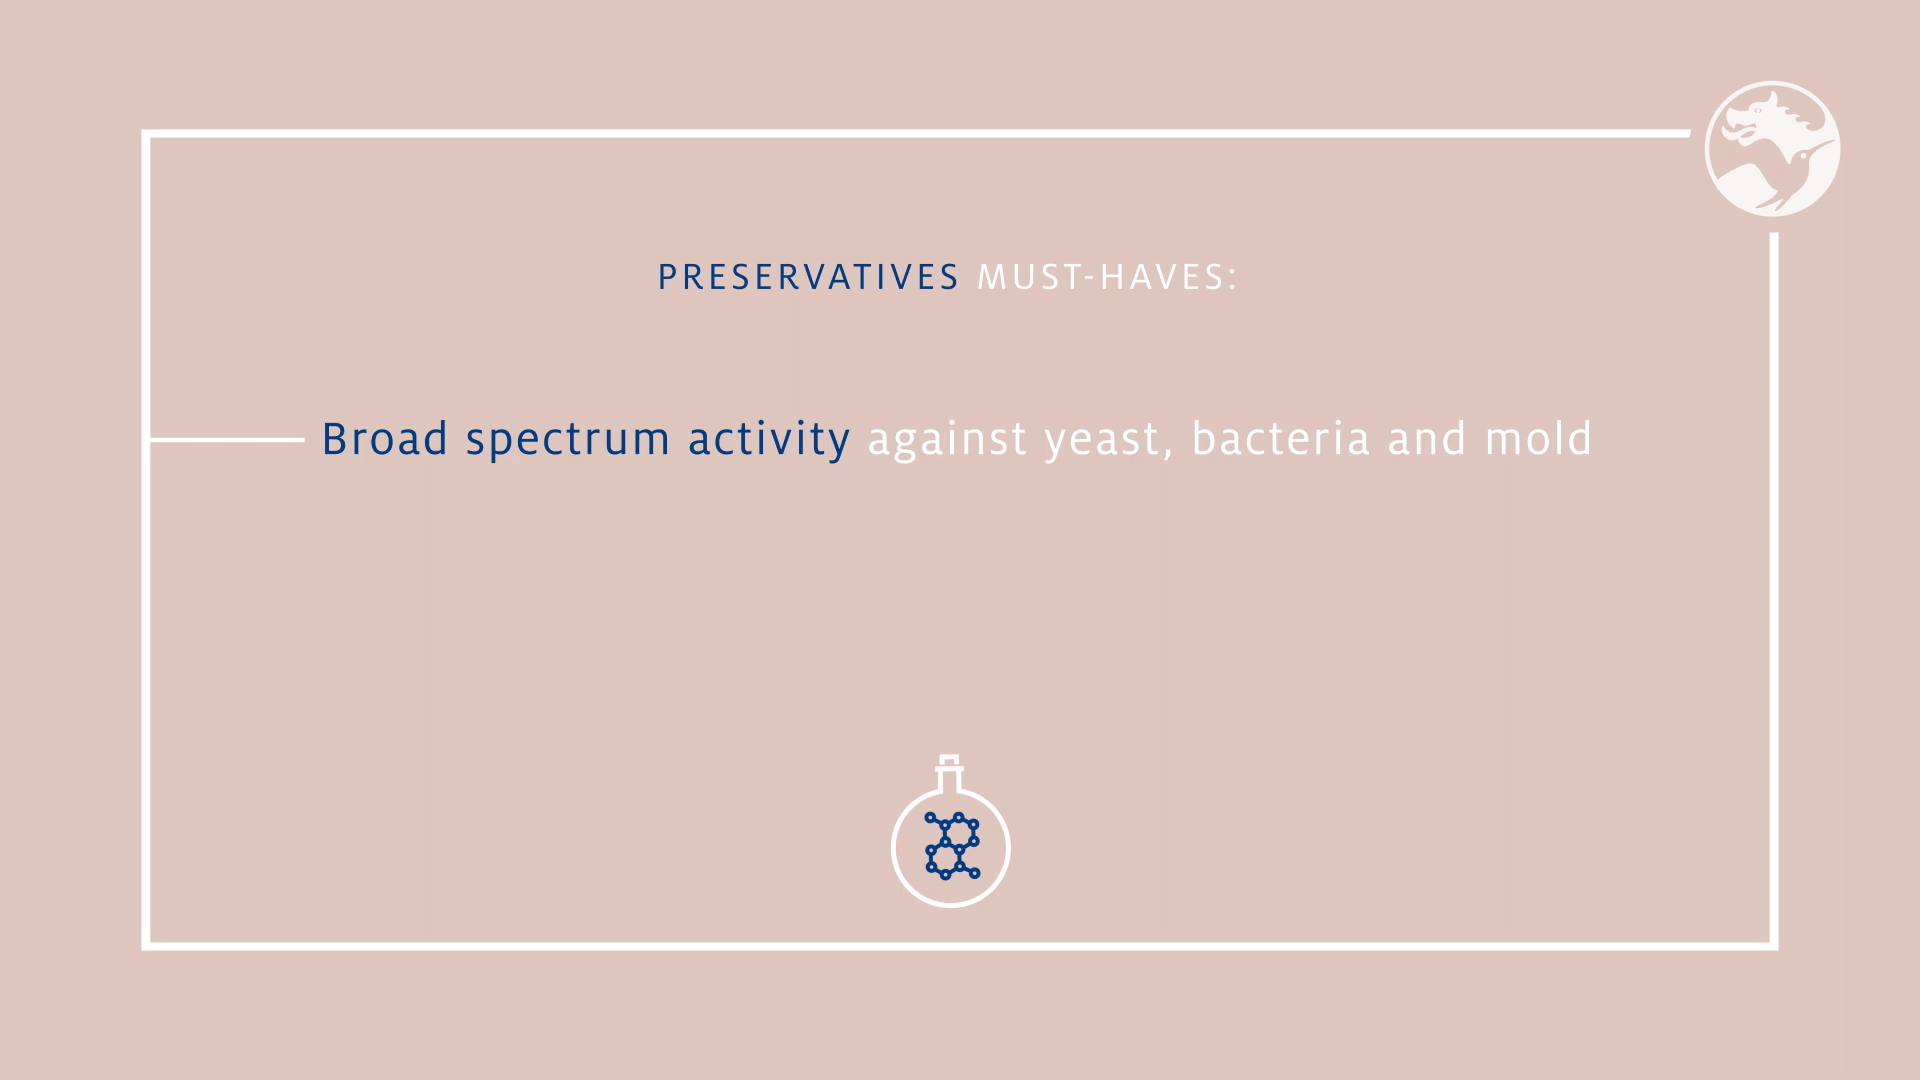 PRESERVATIVES MUST-HAVES:
Broad spectrum activity against yeast, bacteria and mold